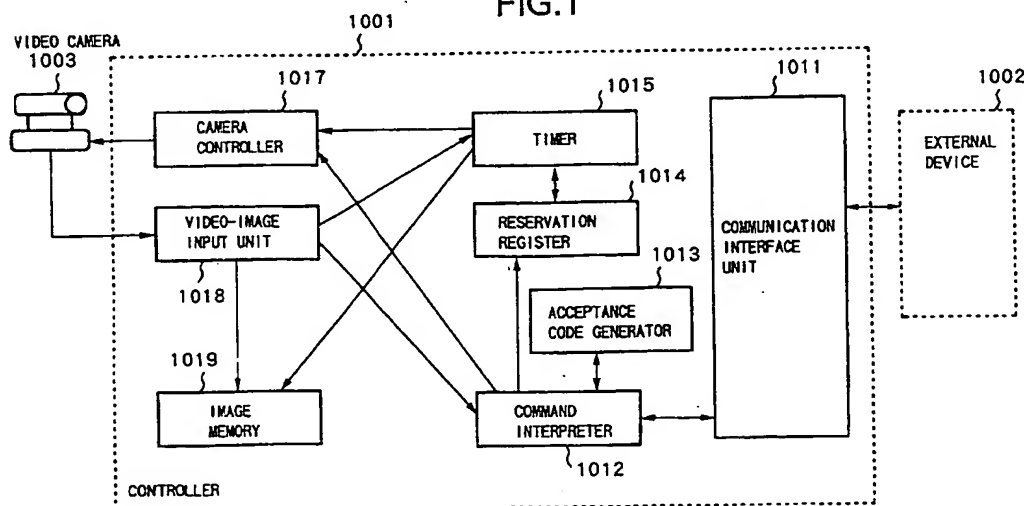 FIG.1
1001
VIDEO CAMERA
1003
1017
CAMERA
CONTROLLER
1015
TIMER
1011
COMMUNICATION
INTERFACE
UNIT
1002
EXTERNAL
DEVICE
1014
RESERVATION
REGISTER
VIDEO-IMAGE
INPUT UNIT
1018
1013
ACCEPTANCE
CODE GENERATOR
1019
IMAGE
MEMORY
COMMAND
INTERPRETER
1012
CONTROLLER